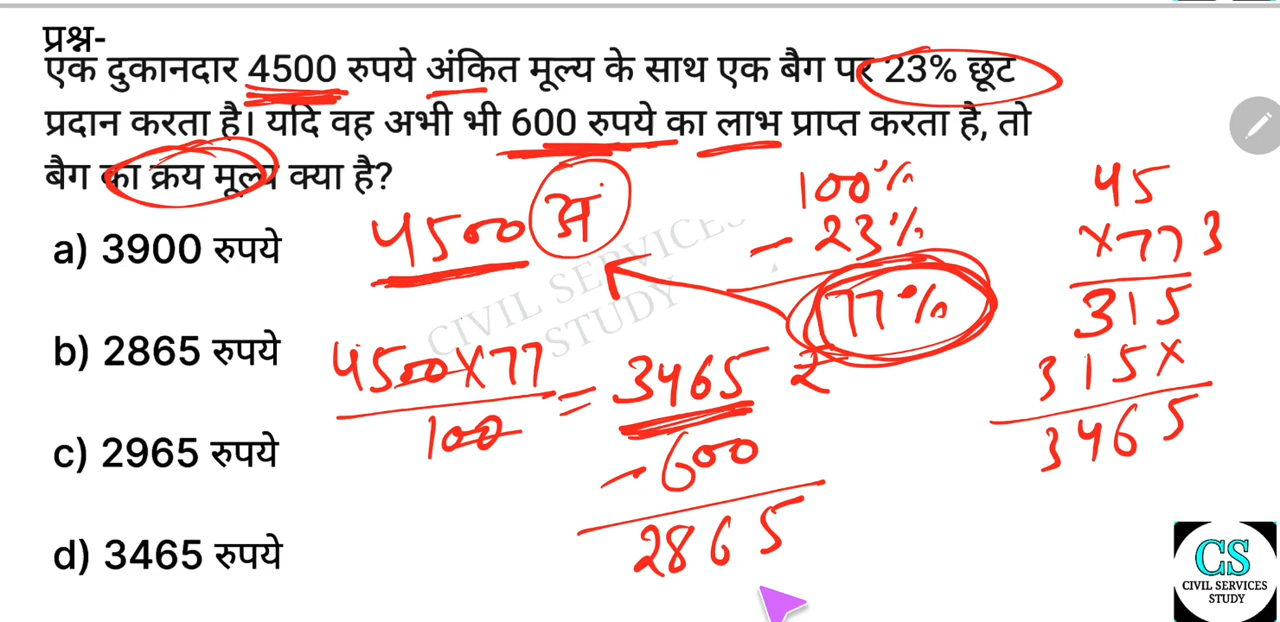 प्रश्न-
एक दुकानदार 4500 रुपये अंकित मूल्य के साथ एक बैग पर 23% छूट
प्रदान करता है। यदि वह अभी भी 600 रुपये का लाभ प्राप्त करता है, तो
बैग का क्रय मूल्य क्या है?
a) 3900 रुपये
b) 2865 रुपये
c) 2965 रुपये
d) 3465 रुपये
4500 अं
100%
- 23%
77%
4500 x 77
100
= 3465 ₹
- 600
2865
45
x 77 3
315
315 x
3465
CIVIL SERVICES
STUDY
CS
CIVIL SERVICES
STUDY